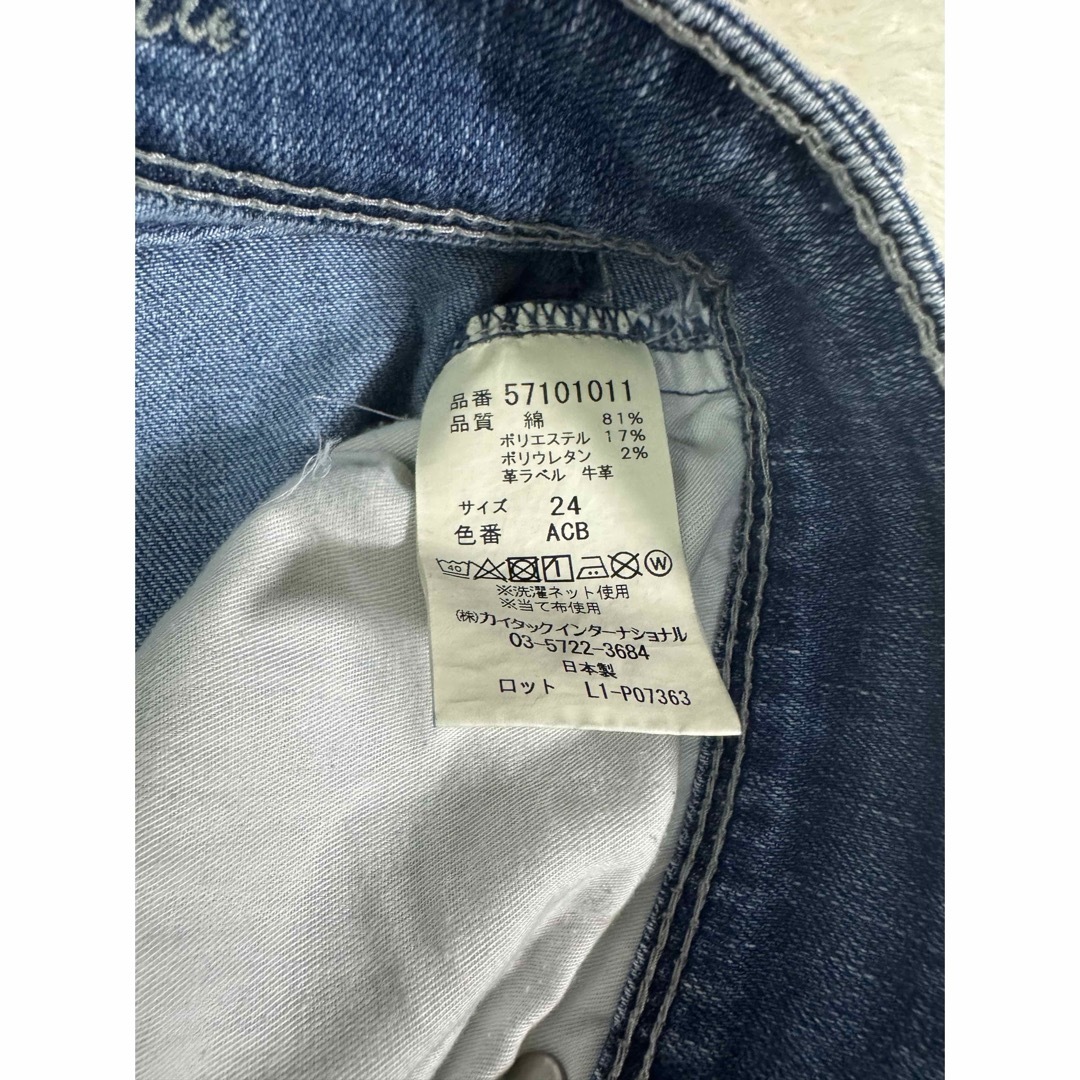 品番 57101011
品質 綿 81%
ポリエステル 17%
ポリウレタン 2%
革ラベル 牛革
サイズ 24
色番 ACB
40 1 W
※洗濯ネット使用
※当て布使用
㈱カイタックインターナショナル
03-5722-3684
日本製
ロット L1-P07363